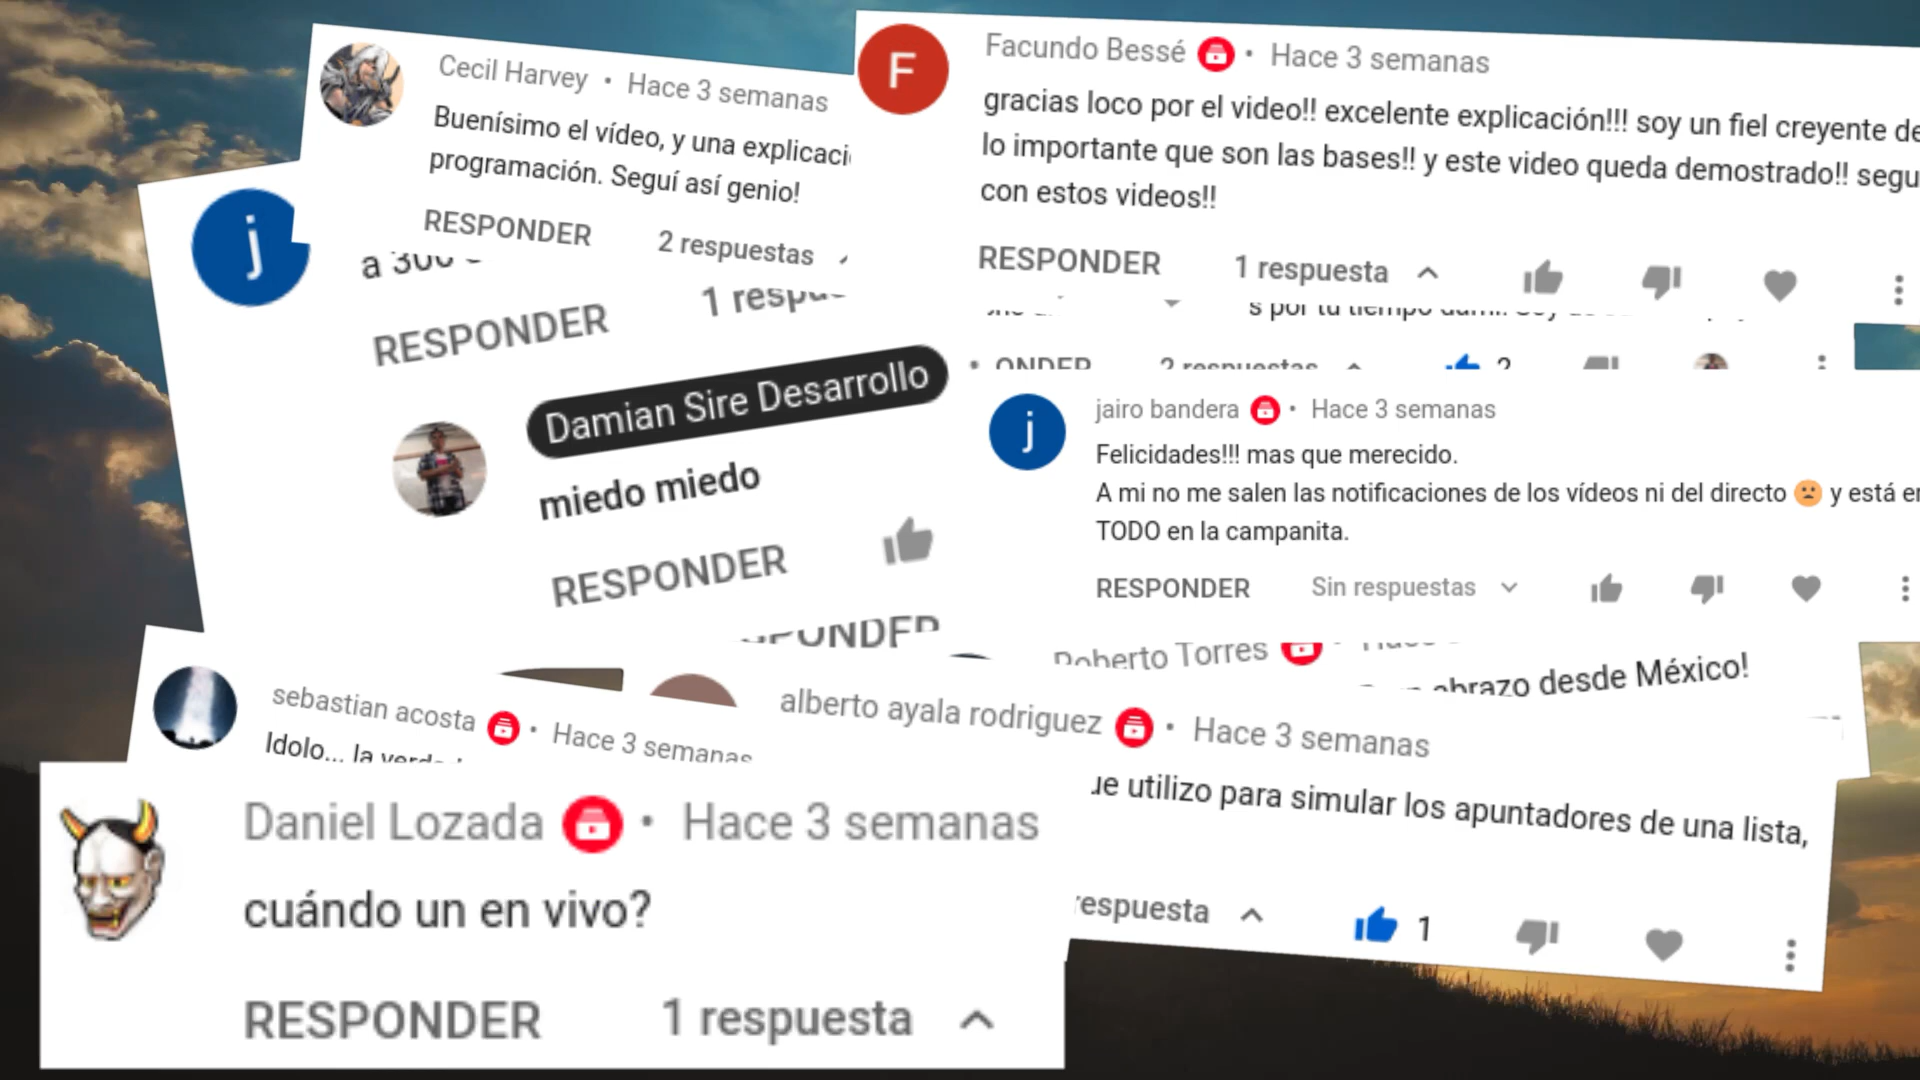 Cecil Harvey • Hace 3 semanas
Buenísimo el vídeo, y una
programación. Seguí así genio!
RESPONDER 2 respuestas
F
Facundo Bessé • Hace 3 semanas
gracias loco por el video!! excelente explicación!!! soy un fiel creyente
lo importante que son las bases!! y este video queda demostrado!!
con estos videos!!
RESPONDER 1 respuesta
j
a 300
RESPONDER 1
Damian Sire Desarrollo
miedo miedo
RESPONDER
s por tu tiempo
2 respuestas 2
j
jairo bandera • Hace 3 semanas
Felicidades!!! mas que merecido.
A mi no me salen las notificaciones de los vídeos ni del directo 🙁 y está
TODO en la campanita.
RESPONDER Sin respuestas
Roberto Torres •
abrazo desde México!
sebastian acosta • Hace 3 semanas
Idolo... la
alberto ayala rodriguez • Hace 3 semanas
utilizo para simular los apuntadores de una lista,
respuesta 1
Daniel Lozada • Hace 3 semanas
cuándo un en vivo?
RESPONDER 1 respuesta